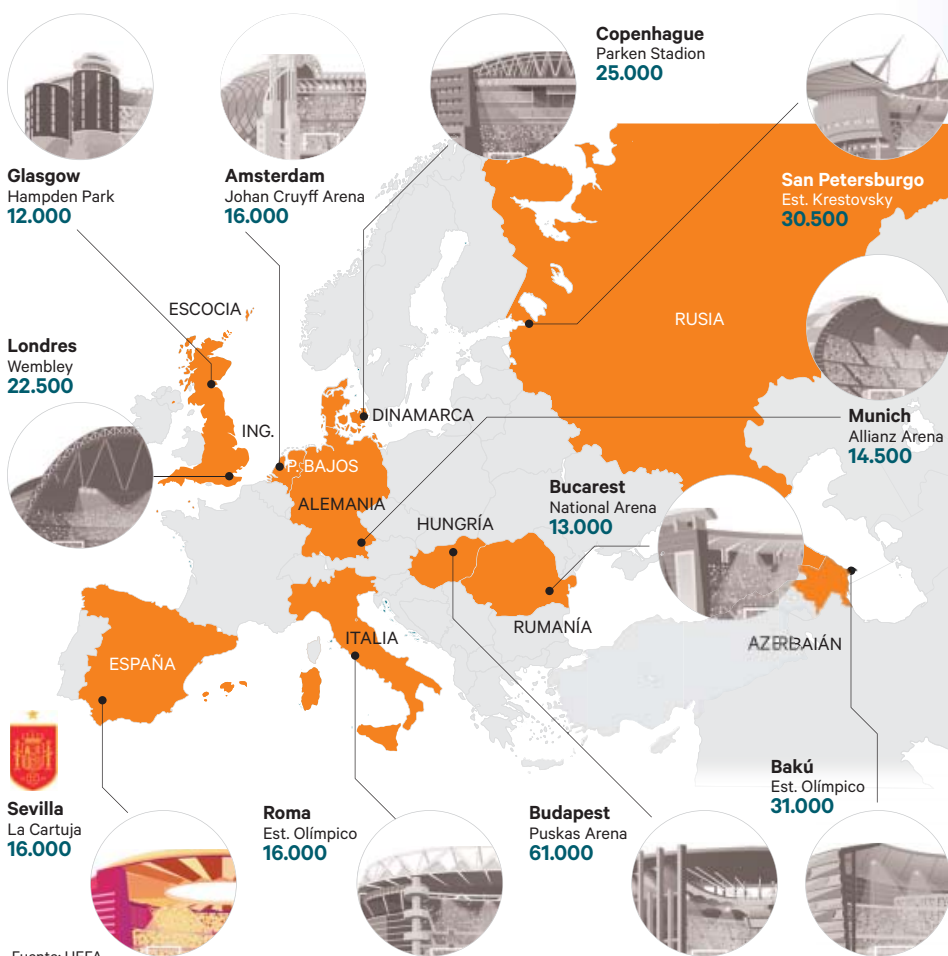 Copenhague
Parken Stadion
25.000
Glasgow
Hampden Park
12.000
Amsterdam
Johan Cruyff Arena
16.000
San Petersburgo
Est. Krestovsky
30.500
ESCOCIA
RUSIA
Londres
Wembley
22.500
DINAMARCA
Munich
Allianz Arena
14.500
ING.
P. BAJOS
ALEMANIA
Bucarest
National Arena
13.000
HUNGRÍA
RUMANÍA
ITALIA
AZERBAIÁN
ESPAÑA
Sevilla
La Cartuja
16.000
Roma
Est. Olímpico
16.000
Budapest
Puskas Arena
61.000
Bakú
Est. Olímpico
31.000
Fuente: UEFA